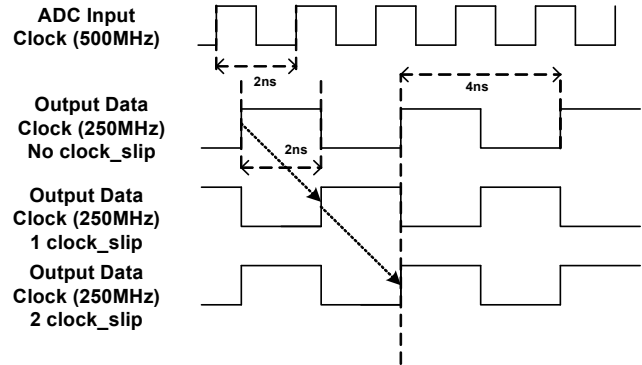 ADC Input
Clock (500MHz)
2ns
4ns
Output Data
Clock (250MHz)
No clock_slip
2ns
Output Data
Clock (250MHz)
1 clock_slip
Output Data
Clock (250MHz)
2 clock_slip